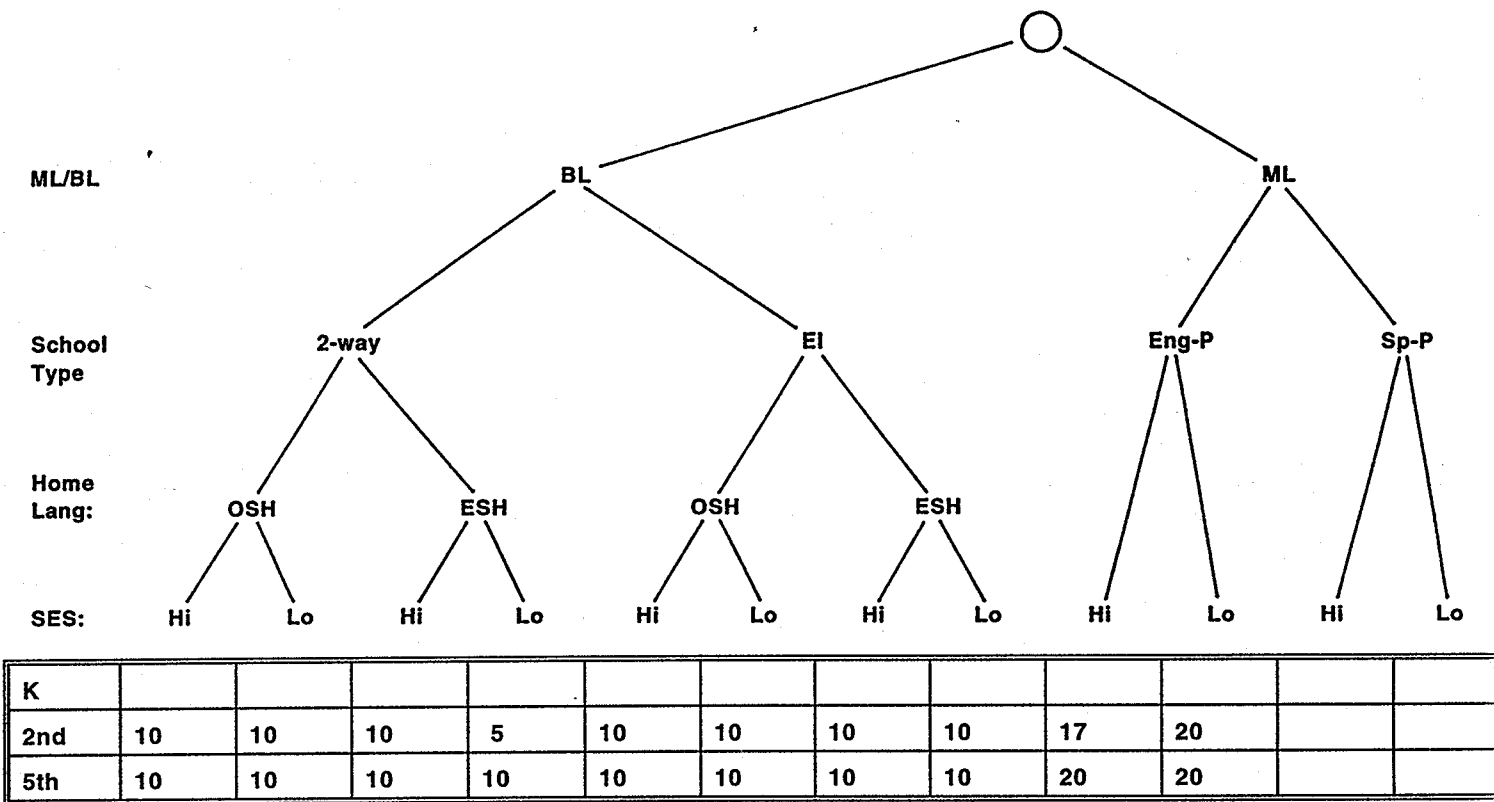 ML/BL BL ML
School
Type 2-way EI Eng-P Sp-P
Home
Lang: OSH ESH OSH ESH
SES: Hi Lo Hi Lo Hi Lo Hi Lo Hi Lo Hi Lo
K
2nd 10 10 10 5 10 10 10 10 17 20
5th 10 10 10 10 10 10 10 10 20 20